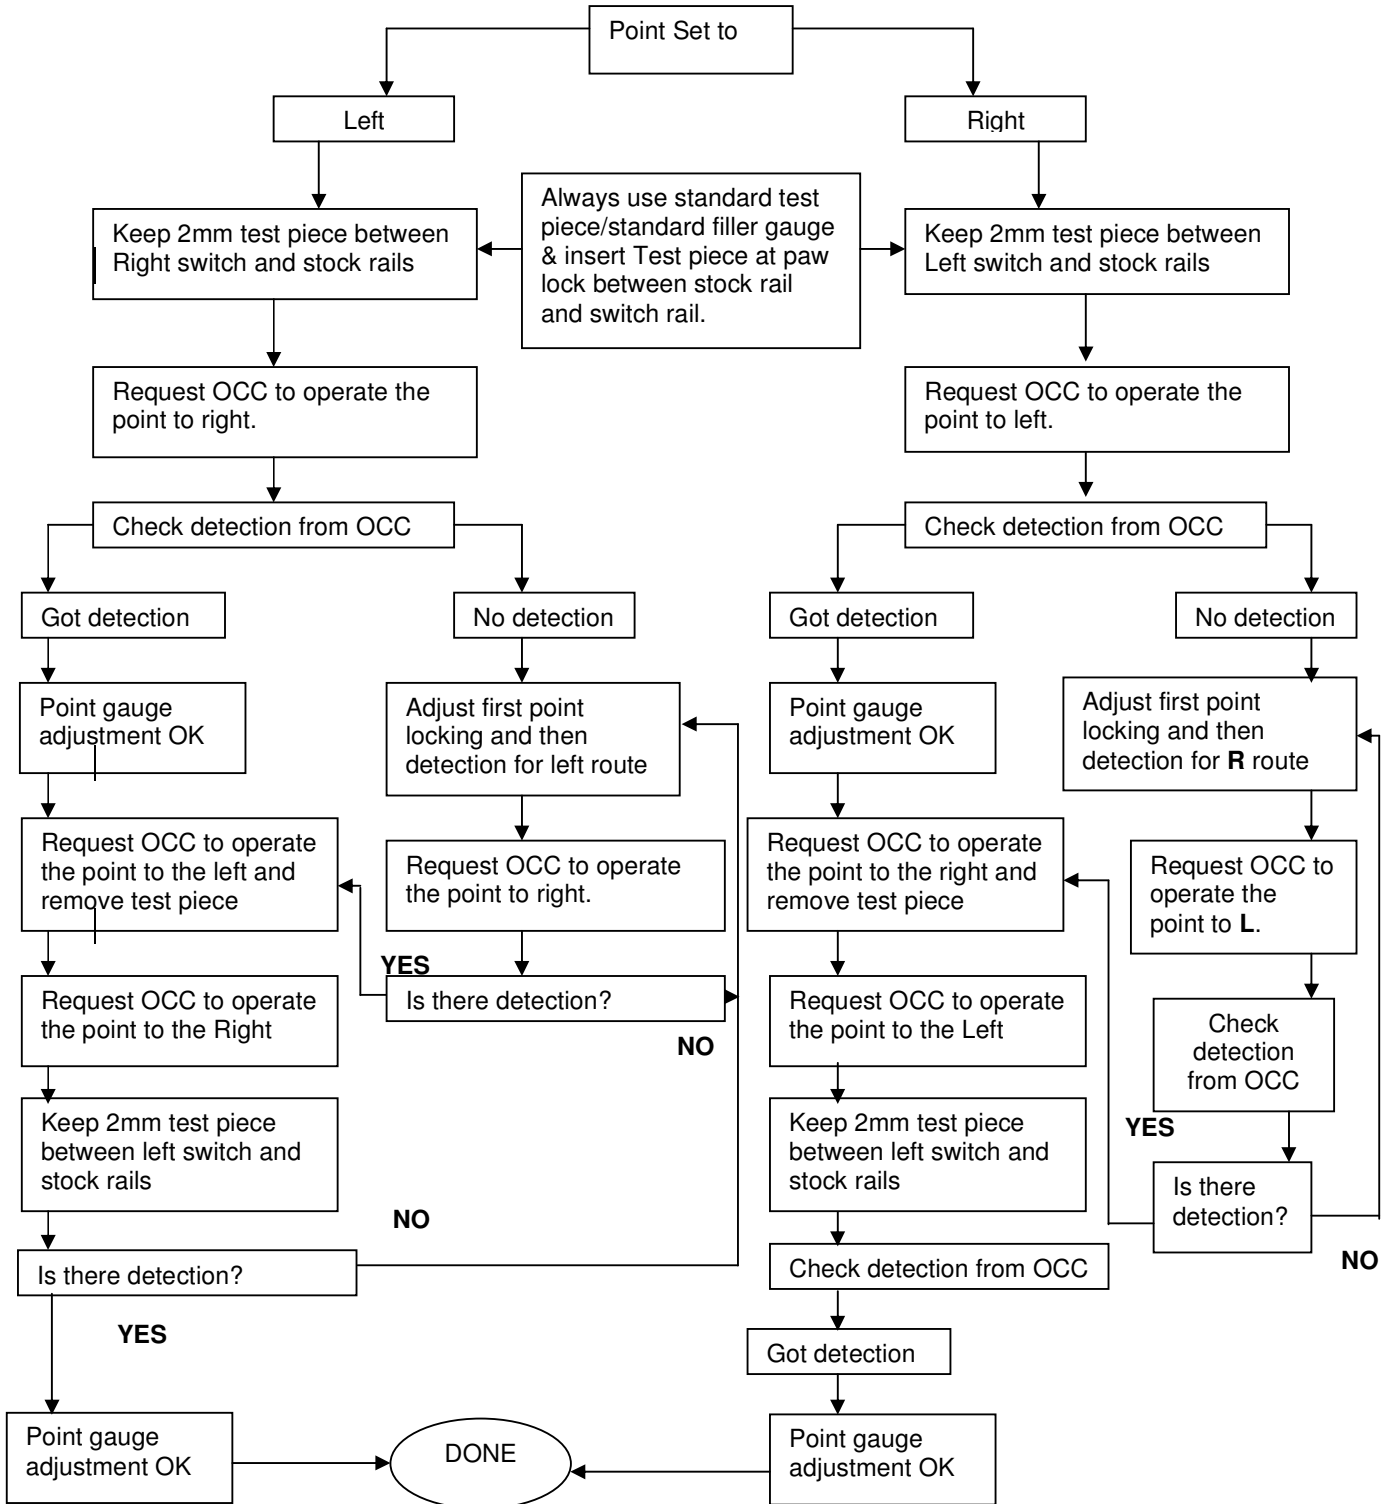 Point Set to
Left
Right
Always use standard test
piece/standard filler gauge
& insert Test piece at paw
lock between stock rail
and switch rail.
Keep 2mm test piece between
Right switch and stock rails
Keep 2mm test piece between
Left switch and stock rails
Request OCC to operate the
point to right.
Request OCC to operate the
point to left.
Check detection from OCC
Check detection from OCC
Got detection
No detection
Got detection
No detection
Point gauge
adjustment OK
Adjust first point
locking and then
detection for left route
Point gauge
adjustment OK
Adjust first point
locking and then
detection for R route
Request OCC to operate
the point to the left and
remove test piece
Request OCC to operate
the point to right.
Request OCC to operate
the point to the right and
remove test piece
Request OCC to
operate the
point to L.
YES
Request OCC to operate
the point to the Right
Is there detection?
NO
Request OCC to operate
the point to the Left
Check
detection
from OCC
Keep 2mm test piece
between left switch and
stock rails
Keep 2mm test piece
between left switch and
stock rails
YES
Is there
detection?
NO
NO
Is there detection?
YES
Check detection from OCC
Got detection
Point gauge
adjustment OK
DONE
Point gauge
adjustment OK